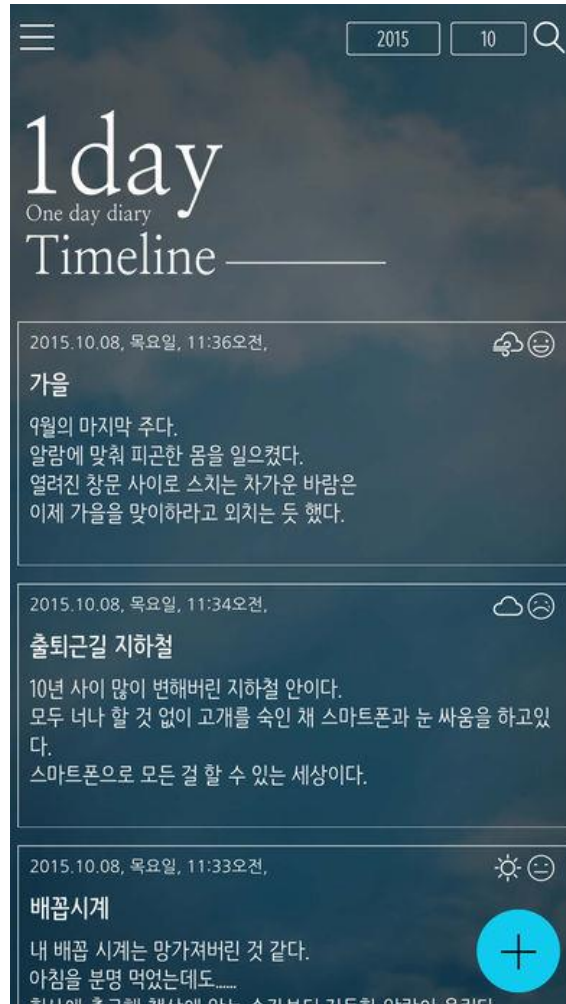 2015 10
1day
One day diary
Timeline
2015.10.08, 목요일, 11:36오전,
가을
9월의 마지막 주다.
알람에 맞춰 피곤한 몸을 일으켰다.
열려진 창문 사이로 스치는 차가운 바람은
이제 가을을 맞이하라고 외치는 듯 했다.
2015.10.08, 목요일, 11:34오전,
출퇴근길 지하철
10년 사이 많이 변해버린 지하철 안이다.
모두 너나 할 것 없이 고개를 숙인 채 스마트폰과 눈 싸움을 하고있
다.
스마트폰으로 모든 걸 할 수 있는 세상이다.
2015.10.08, 목요일, 11:33오전,
배꼽시계
내 배꼽 시계는 망가져버린 것 같다.
아침을 분명 먹었는데도......